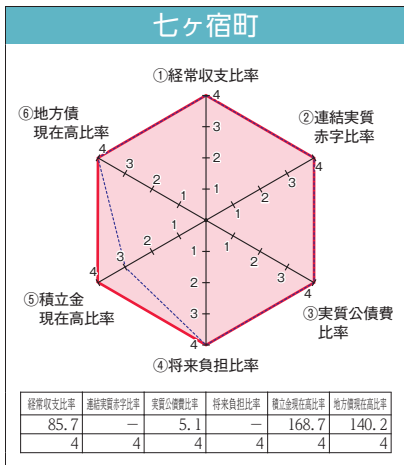 七ヶ宿町
①経常収支比率
4
⑥地方債
現在高比率
②連結実質
赤字比率
4
3
3
2
2
1
4
3
2
1
1
2
3
4
1
2
3
4
1
2
3
4
1
2
3
4
⑤積立金
現在高比率
③実質公債費
比率
④将来負担比率
経常収支比率 連結実質赤字比率 実質公債費比率 将来負担比率 積立金現在高比率 地方債現在高比率
85.7 － 5.1 － 168.7 140.2
4 4 4 4 4 4